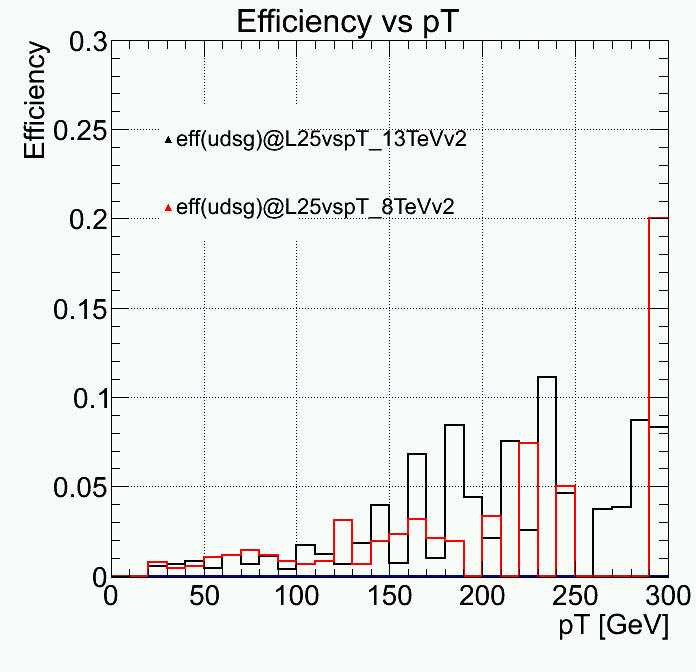 Efficiency vs pT
Efficiency
0.3
0.25
0.2
0.15
0.1
0.05
0
eff(udsg)@L25vspT_13TeVv2
eff(udsg)@L25vspT_8TeVv2
0 50 100 150 200 250 300
pT [GeV]